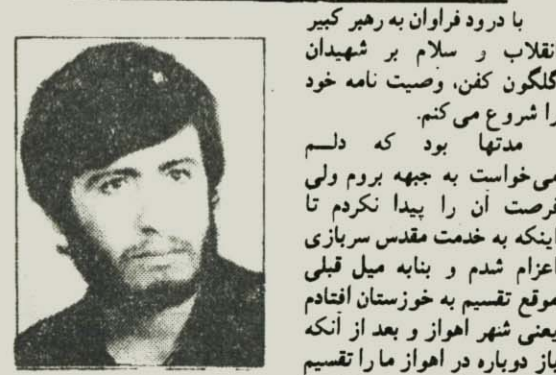 با درود فراوان به رهبر کبیر
انقلاب و سلام بر شهیدان
گلگون کفن، وصیت نامه خود
را شروع می‌کنم.
مدتها بود که دلم
می‌خواست به جبهه بروم ولی
فرصت آن را پیدا نکردم تا
اینکه به خدمت مقدس سربازی
اعزام شدم و بنابه میل قبلی
موقع تقسیم به خوزستان افتادم
یعنی شهر اهواز و بعد از آنکه
باز دوباره در اهواز ما را تقسیم